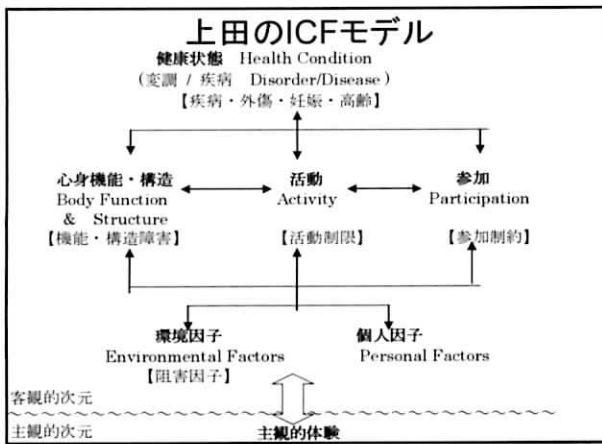 上田のICFモデル
健康状態 Health Condition
(変調 / 疾病 Disorder/Disease)
【疾病・外傷・妊娠・高齢】
心身機能・構造 活動 参加
Body Function Activity Participation
& Structure
【機能・構造障害】 【活動制限】 【参加制約】
環境因子 個人因子
Environmental Factors Personal Factors
【阻害因子】
客観的次元
主観的次元 主観的体験